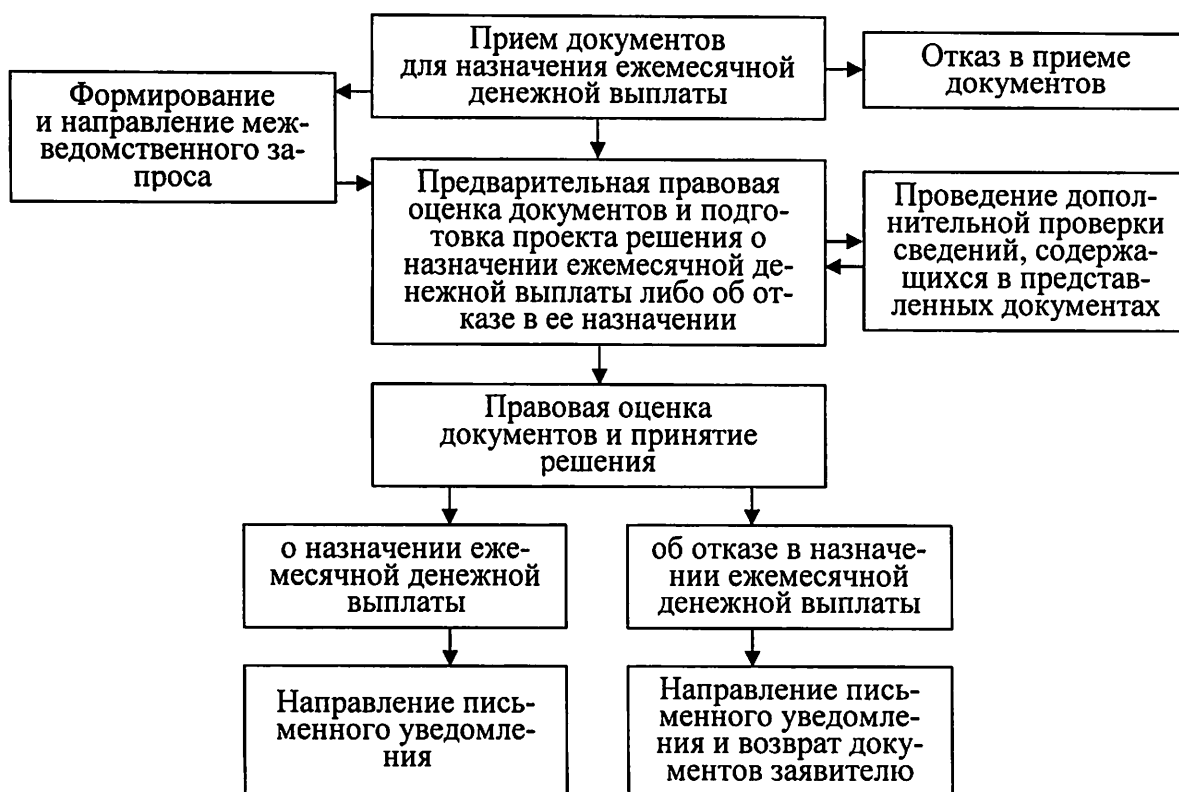 Прием документов
для назначения ежемесячной
денежной выплаты
Отказ в приеме
документов
Формирование
и направление меж-
ведомственного за-
проса
Предварительная правовая
оценка документов и подго-
товка проекта решения о
назначении ежемесячной де-
нежной выплаты либо об от-
казе в ее назначении
Проведение допол-
нительной проверки
сведений, содержа-
щихся в представ-
ленных документах
Правовая оценка
документов и принятие
решения
о назначении еже-
месячной денежной
выплаты
об отказе в назначе-
нии ежемесячной
денежной выплаты
Направление пись-
менного уведомле-
ния
Направление пись-
менного уведомле-
ния и возврат доку-
ментов заявителю